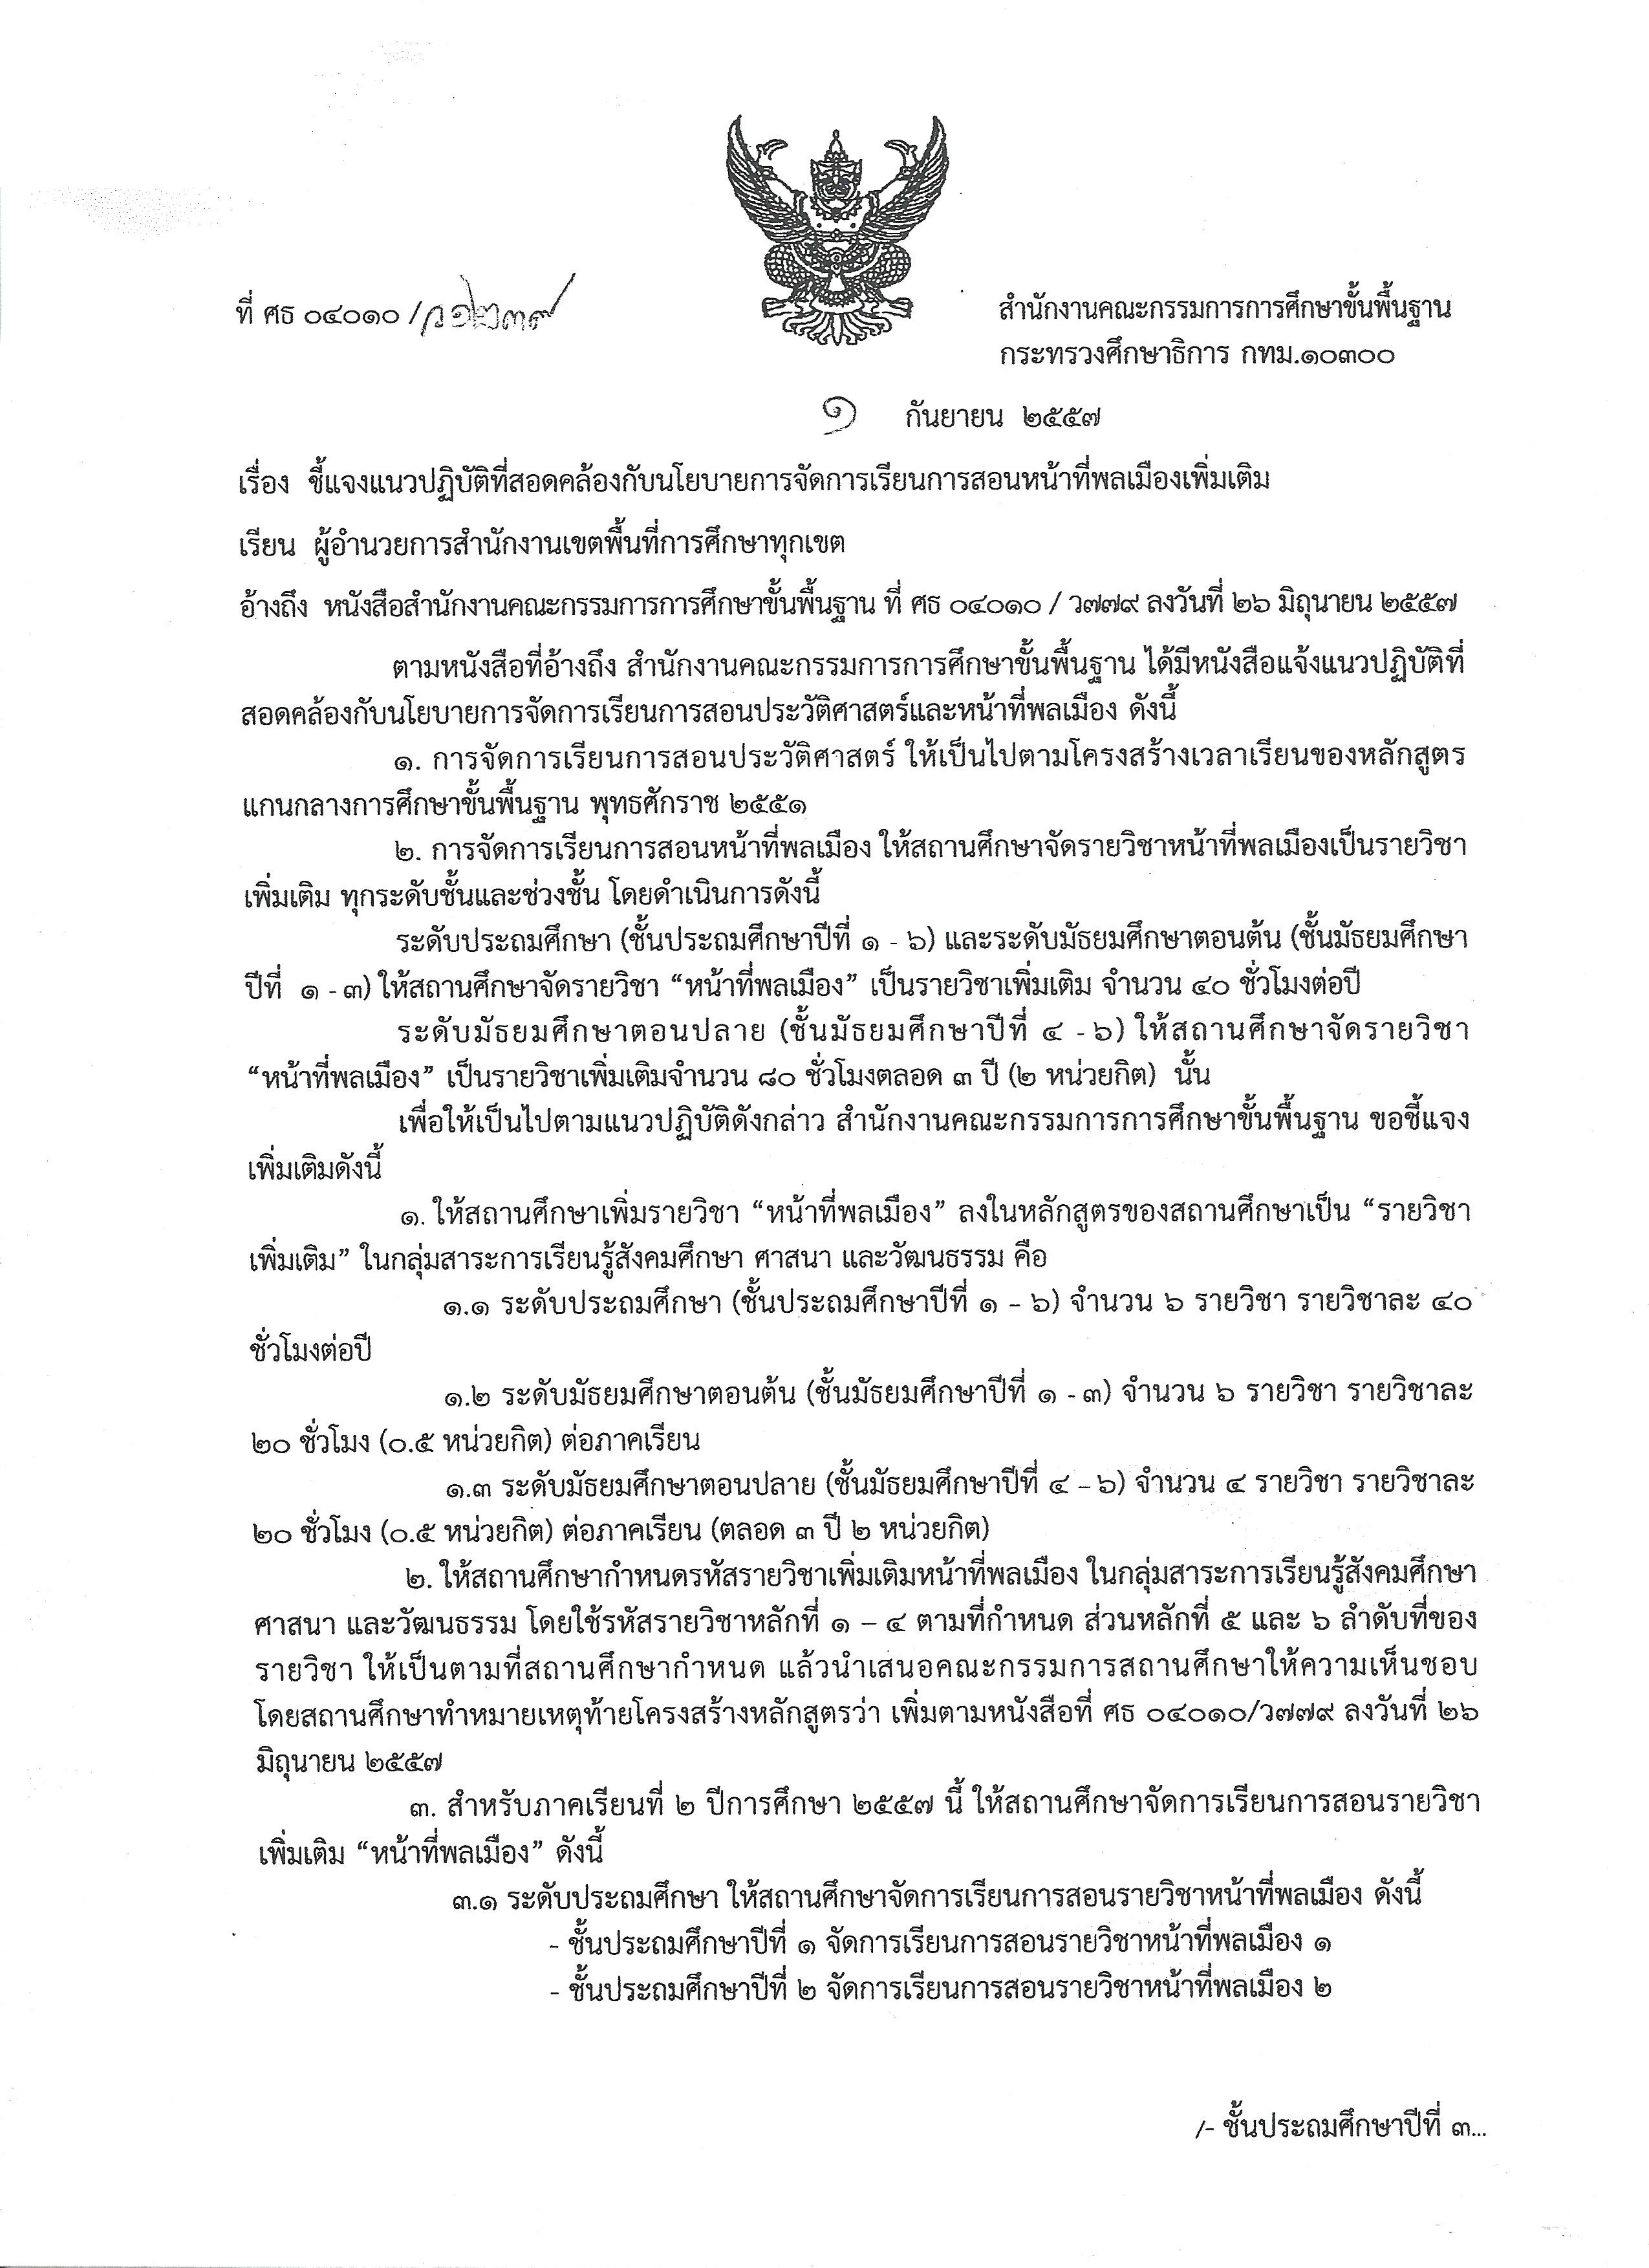 ที่ ศธ ๐๔๐๑๐ /ว๑๒๓๙
สำนักงานคณะกรรมการการศึกษาขั้นพื้นฐาน
กระทรวงศึกษาธิการ กทม.๑๐๓๐๐
๑ กันยายน ๒๕๕๗
เรื่อง ชี้แจงแนวปฏิบัติที่สอดคล้องกับนโยบายการจัดการเรียนการสอนหน้าที่พลเมืองเพิ่มเติม
เรียน ผู้อำนวยการสำนักงานเขตพื้นที่การศึกษาทุกเขต
อ้างถึง หนังสือสำนักงานคณะกรรมการการศึกษาขั้นพื้นฐาน ที่ ศธ ๐๔๐๑๐ / ว๗๗๙ ลงวันที่ ๒๖ มิถุนายน ๒๕๕๗
ตามหนังสือที่อ้างถึง สำนักงานคณะกรรมการการศึกษาขั้นพื้นฐาน ได้มีหนังสือแจ้งแนวปฏิบัติที่
สอดคล้องกับนโยบายการจัดการเรียนการสอนประวัติศาสตร์และหน้าที่พลเมือง ดังนี้
๑. การจัดการเรียนการสอนประวัติศาสตร์ ให้เป็นไปตามโครงสร้างเวลาเรียนของหลักสูตร
แกนกลางการศึกษาขั้นพื้นฐาน พุทธศักราช ๒๕๕๑
๒. การจัดการเรียนการสอนหน้าที่พลเมือง ให้สถานศึกษาจัดรายวิชาหน้าที่พลเมืองเป็นรายวิชา
เพิ่มเติม ทุกระดับชั้นและช่วงชั้น โดยดำเนินการดังนี้
ระดับประถมศึกษา (ชั้นประถมศึกษาปีที่ ๑ - ๖) และระดับมัธยมศึกษาตอนต้น (ชั้นมัธยมศึกษา
ปีที่ ๑ - ๓) ให้สถานศึกษาจัดรายวิชา “หน้าที่พลเมือง” เป็นรายวิชาเพิ่มเติม จำนวน ๔๐ ชั่วโมงต่อปี
ระดับมัธยมศึกษาตอนปลาย (ชั้นมัธยมศึกษาปีที่ ๔ - ๖) ให้สถานศึกษาจัดรายวิชา
“หน้าที่พลเมือง” เป็นรายวิชาเพิ่มเติมจำนวน ๘๐ ชั่วโมงตลอด ๓ ปี (๒ หน่วยกิต) นั้น
เพื่อให้เป็นไปตามแนวปฏิบัติดังกล่าว สำนักงานคณะกรรมการการศึกษาขั้นพื้นฐาน ขอชี้แจง
เพิ่มเติมดังนี้
๑. ให้สถานศึกษาเพิ่มรายวิชา “หน้าที่พลเมือง” ลงในหลักสูตรของสถานศึกษาเป็น “รายวิชา
เพิ่มเติม” ในกลุ่มสาระการเรียนรู้สังคมศึกษา ศาสนา และวัฒนธรรม คือ
๑.๑ ระดับประถมศึกษา (ชั้นประถมศึกษาปีที่ ๑ – ๖) จำนวน ๖ รายวิชา รายวิชาละ ๔๐
ชั่วโมงต่อปี
๑.๒ ระดับมัธยมศึกษาตอนต้น (ชั้นมัธยมศึกษาปีที่ ๑ - ๓) จำนวน ๖ รายวิชา รายวิชาละ
๒๐ ชั่วโมง (๐.๕ หน่วยกิต) ต่อภาคเรียน
๑.๓ ระดับมัธยมศึกษาตอนปลาย (ชั้นมัธยมศึกษาปีที่ ๔ – ๖) จำนวน ๔ รายวิชา รายวิชาละ
๒๐ ชั่วโมง (๐.๕ หน่วยกิต) ต่อภาคเรียน (ตลอด ๓ ปี ๒ หน่วยกิต)
๒. ให้สถานศึกษากำหนดรหัสรายวิชาเพิ่มเติมหน้าที่พลเมือง ในกลุ่มสาระการเรียนรู้สังคมศึกษา
ศาสนา และวัฒนธรรม โดยใช้รหัสรายวิชาหลักที่ ๑ – ๔ ตามที่กำหนด ส่วนหลักที่ ๕ และ ๖ ลำดับที่ของ
รายวิชา ให้เป็นตามที่สถานศึกษากำหนด แล้วนำเสนอคณะกรรมการสถานศึกษาให้ความเห็นชอบ
โดยสถานศึกษาทำหมายเหตุท้ายโครงสร้างหลักสูตรว่า เพิ่มตามหนังสือที่ ศธ ๐๔๐๑๐/ว๗๗๙ ลงวันที่ ๒๖
มิถุนายน ๒๕๕๗
๓. สำหรับภาคเรียนที่ ๒ ปีการศึกษา ๒๕๕๗ นี้ ให้สถานศึกษาจัดการเรียนการสอนรายวิชา
เพิ่มเติม “หน้าที่พลเมือง” ดังนี้
๓.๑ ระดับประถมศึกษา ให้สถานศึกษาจัดการเรียนการสอนรายวิชาหน้าที่พลเมือง ดังนี้
- ชั้นประถมศึกษาปีที่ ๑ จัดการเรียนการสอนรายวิชาหน้าที่พลเมือง ๑
- ชั้นประถมศึกษาปีที่ ๒ จัดการเรียนการสอนรายวิชาหน้าที่พลเมือง ๒
/- ชั้นประถมศึกษาปีที่ ๓...